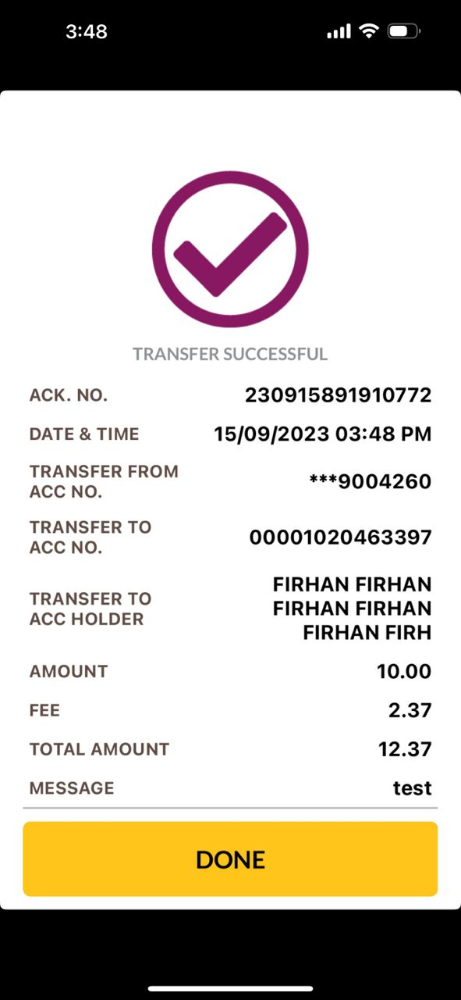 3:48
TRANSFER SUCCESSFUL
ACK. NO. 230915891910772
DATE & TIME 15/09/2023 03:48 PM
TRANSFER FROM
ACC NO.
***9004260
TRANSFER TO
ACC NO.
00001020463397
TRANSFER TO
ACC HOLDER
FIRHAN FIRHAN
FIRHAN FIRHAN
FIRHAN FIRH
AMOUNT 10.00
FEE 2.37
TOTAL AMOUNT 12.37
MESSAGE test
DONE